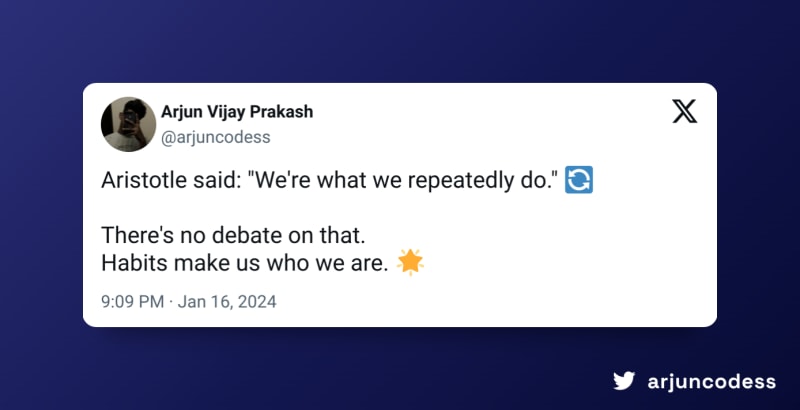 Arjun Vijay Prakash
@arjuncodess
Aristotle said: "We're what we repeatedly do." 🔄
There's no debate on that.
Habits make us who we are. 🌟
9:09 PM · Jan 16, 2024
arjuncodess